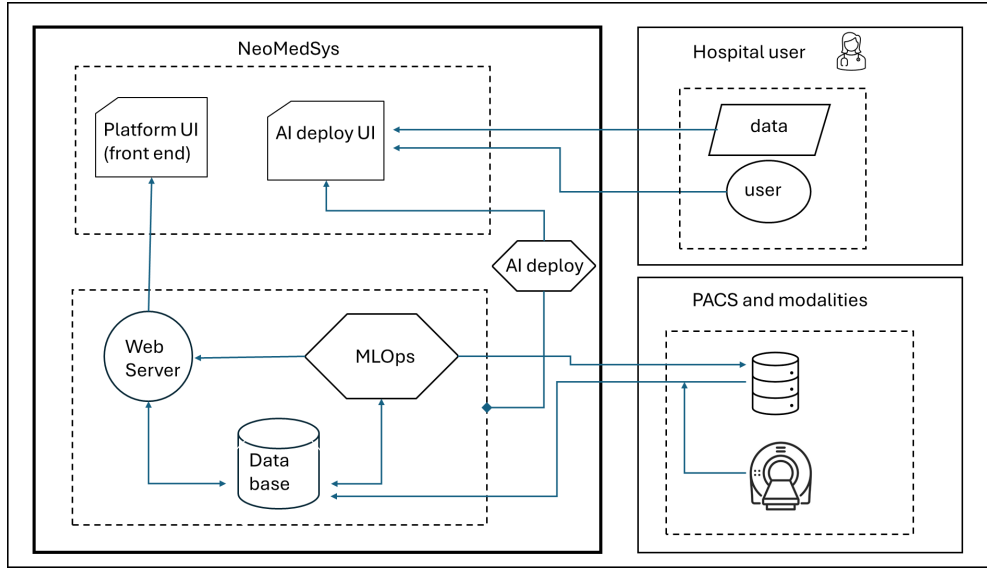 NeoMedSys
Platform UI
(front end)
AI deploy UI
AI deploy
Web
Server
MLOps
Data
base
Hospital user
data
user
PACS and modalities